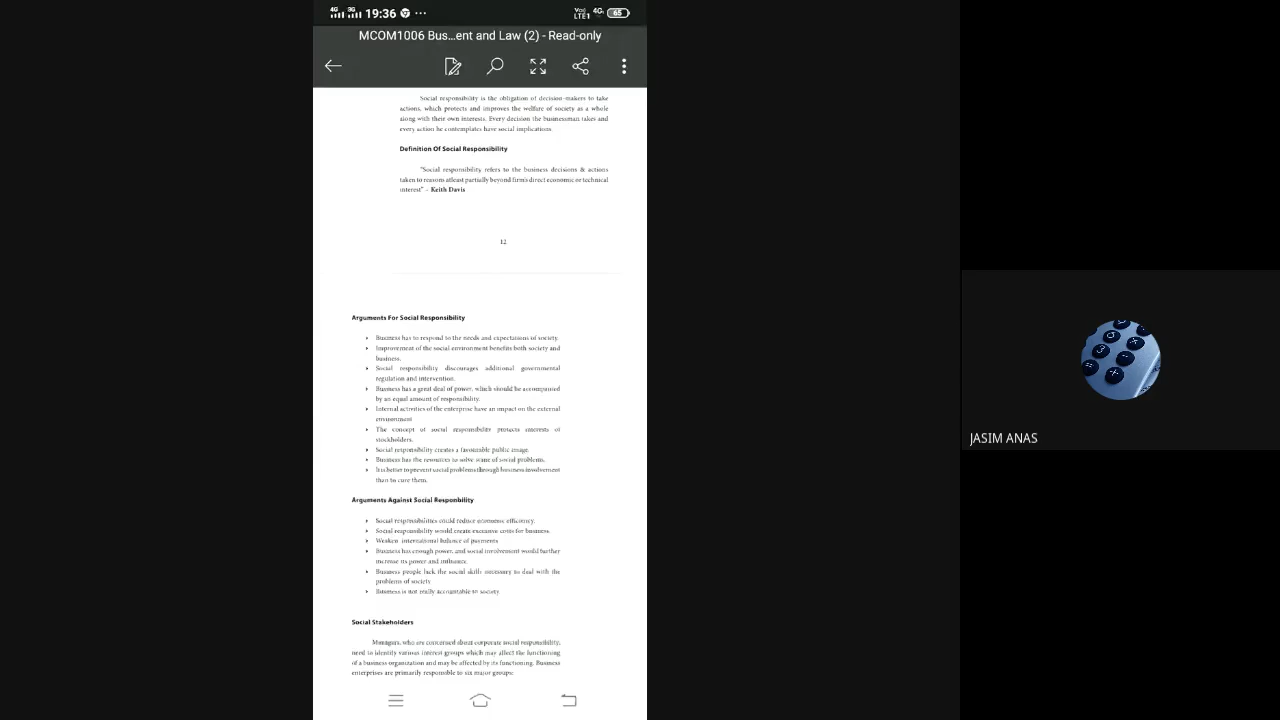 4G 3G 19:36 ... Vo) LTE1 4G 65
MCOM1006 Bus...ent and Law (2) - Read-only
Social responsibility is the obligation of decision-makers to take
actions, which protects and improves the welfare of society as a whole
along with their own interests. Every decision the businessman takes and
every action he contemplates have social implications.
Definition Of Social Responsibility
"Social responsibility refers to the business decisions & actions
taken to reasons atleast partially beyond firm's direct economic or technical
interest" – Keith Davis
12
Arguments For Social Responsibility
Business has to respond to the needs and expectations of society.
Improvement of the social environment benefits both society and
business.
Social responsibility discourages additional governmental
regulation and intervention.
Business has a great deal of power, which should be accompanied
by an equal amount of responsibility.
Internal activities of the enterprise have an impact on the external
environment
The concept of social responsibility protects interests of
stockholders.
Social responsibility creates a favourable public image.
Business has the resources to solve some of social problems.
It is better to prevent social problems through business involvement
than to cure them.
Arguments Against Social Responbility
Social responsibilities could reduce economic efficiency.
Social responsibility would create excessive costs for business.
Weaken international balance of payments
Business has enough power, and social involvement would further
increase its power and influence.
Business people lack the social skills necessary to deal with the
problems of society
Business is not really accountable to society.
Social Stakeholders
Managers, who are concerned about corporate social responsibility,
need to identify various interest groups which may affect the functioning
of a business organization and may be affected by its functioning. Business
enterprises are primarily responsible to six major groups:
JASIM ANAS